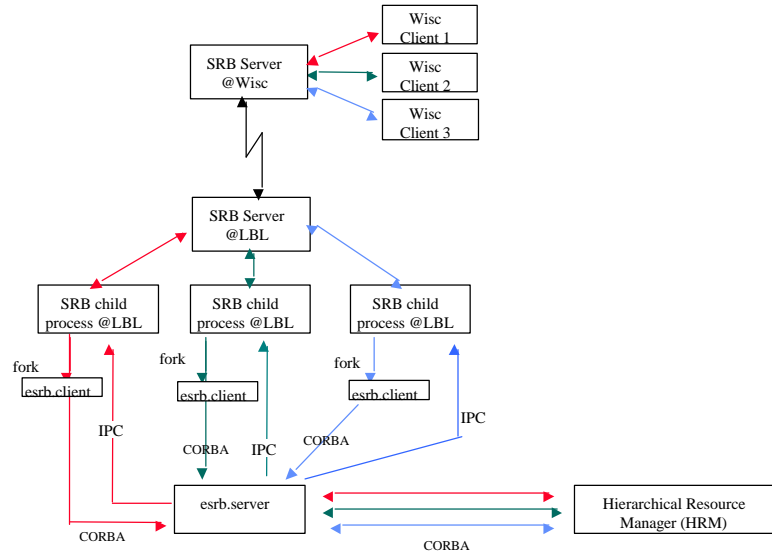 Wisc
Client 1
SRB Server
@Wisc
Wisc
Client 2
Wisc
Client 3
SRB Server
@LBL
SRB child
process @LBL
SRB child
process @LBL
SRB child
process @LBL
fork
fork
fork
esrb.client
esrb.client
esrb.client
IPC
CORBA
IPC
CORBA
IPC
esrb.server
Hierarchical Resource
Manager (HRM)
CORBA
CORBA